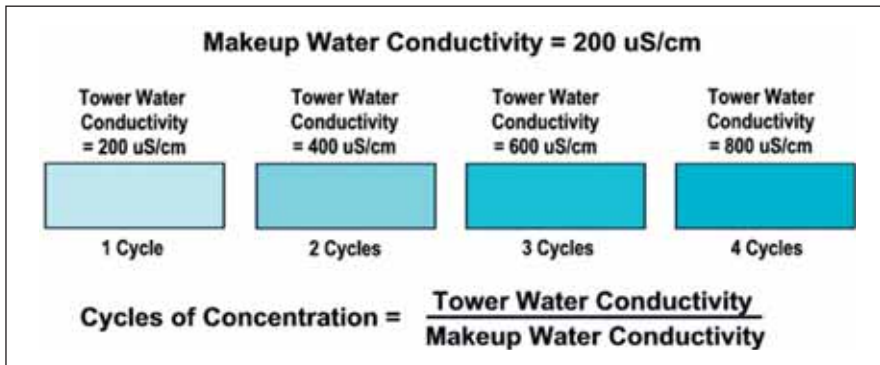 Makeup Water Conductivity = 200 uS/cm
Tower Water
Conductivity
= 200 uS/cm
Tower Water
Conductivity
= 400 uS/cm
Tower Water
Conductivity
= 600 uS/cm
Tower Water
Conductivity
= 800 uS/cm
1 Cycle
2 Cycles
3 Cycles
4 Cycles
Cycles of Concentration =
Tower Water Conductivity
Makeup Water Conductivity